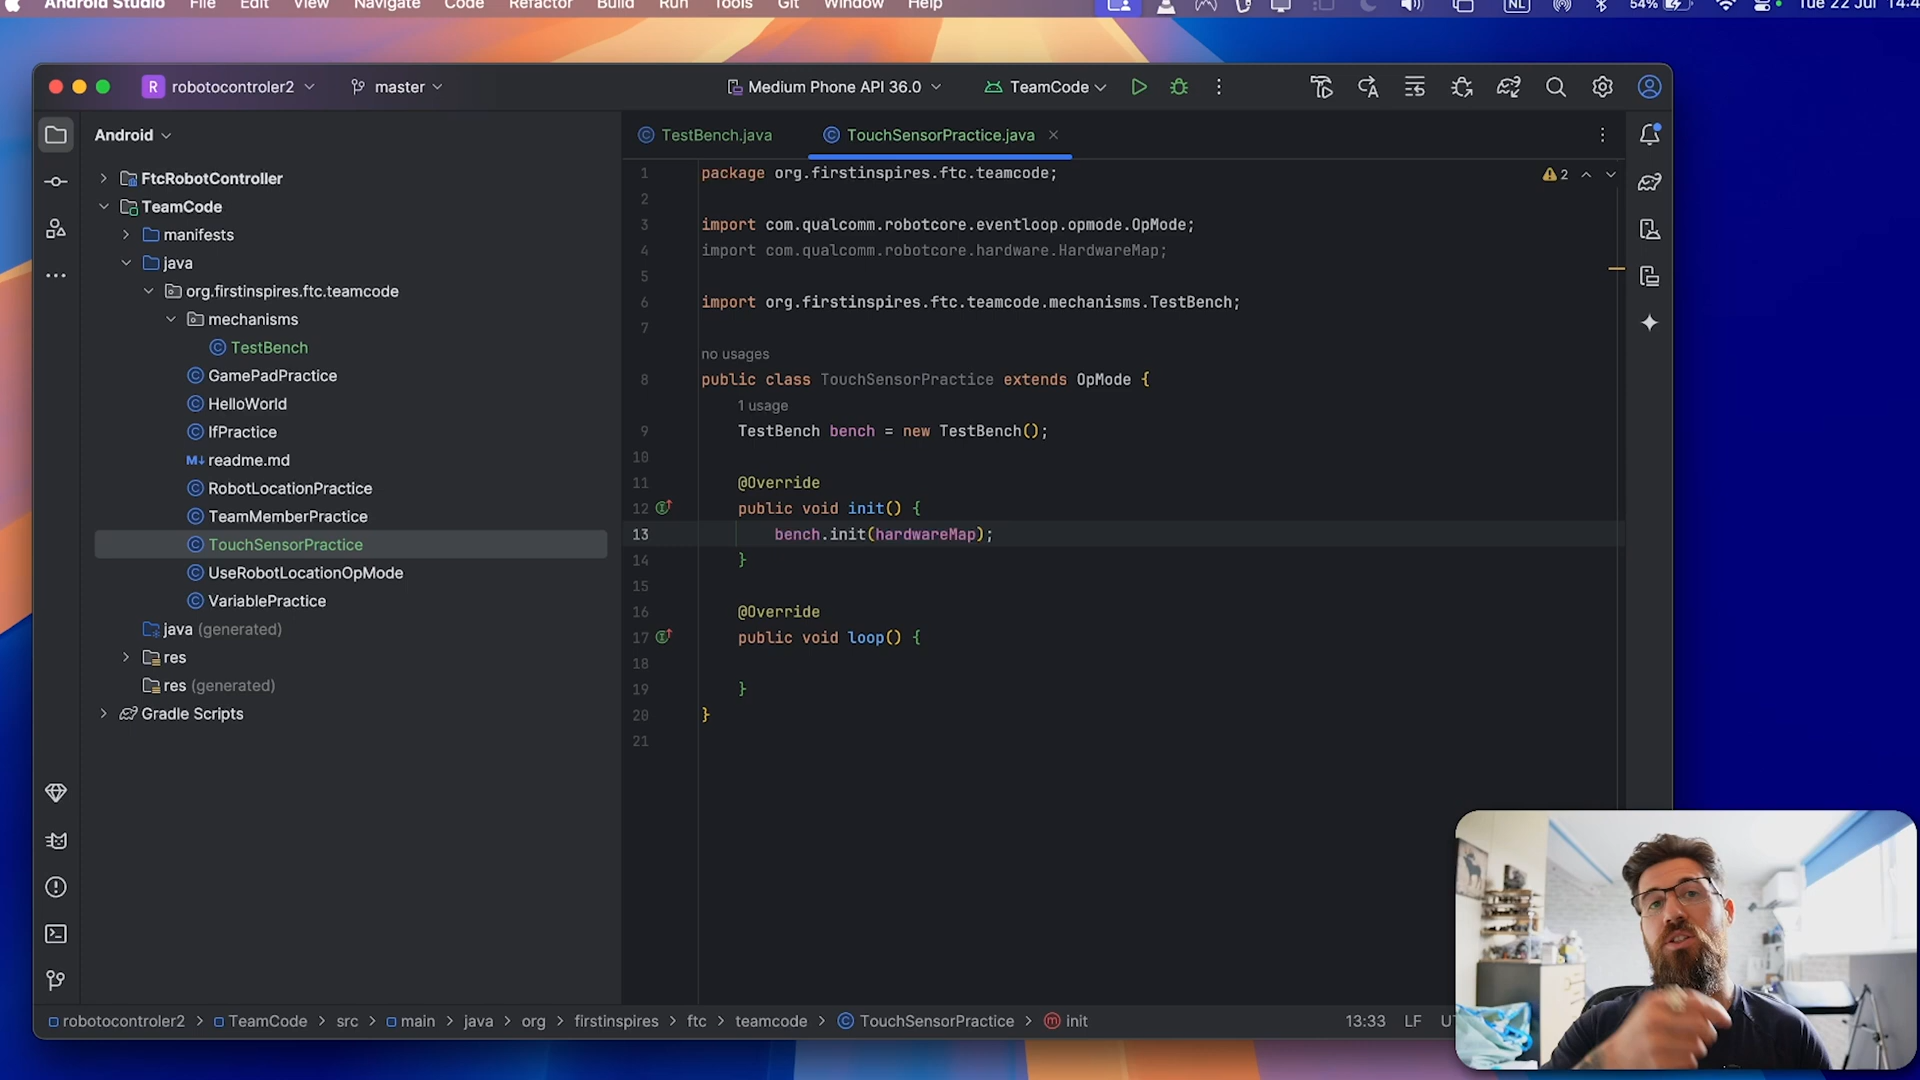 Android Studio File Edit View Navigate Code Refactor Build Run Tools Git Window Help NL 54% Tue 22 Jul
R robotocontroler2 master Medium Phone API 36.0 TeamCode
Android
FtcRobotController
TeamCode
manifests
java
org.firstinspires.ftc.teamcode
mechanisms
TestBench
GamePadPractice
HelloWorld
IfPractice
M↓ readme.md
RobotLocationPractice
TeamMemberPractice
TouchSensorPractice
UseRobotLocationOpMode
VariablePractice
java (generated)
res
res (generated)
Gradle Scripts
TestBench.java TouchSensorPractice.java
2
1 package org.firstinspires.ftc.teamcode;
2
3 import com.qualcomm.robotcore.eventloop.opmode.OpMode;
4 import com.qualcomm.robotcore.hardware.HardwareMap;
5
6 import org.firstinspires.ftc.teamcode.mechanisms.TestBench;
7
no usages
8 public class TouchSensorPractice extends OpMode {
1 usage
9 TestBench bench = new TestBench();
10
11 @Override
12 public void init() {
13 bench.init(hardwareMap);
14 }
15
16 @Override
17 public void loop() {
18
19 }
20 }
21
robotocontroler2 > TeamCode > src > main > java > org > firstinspires > ftc > teamcode > TouchSensorPractice > init 13:33 LF